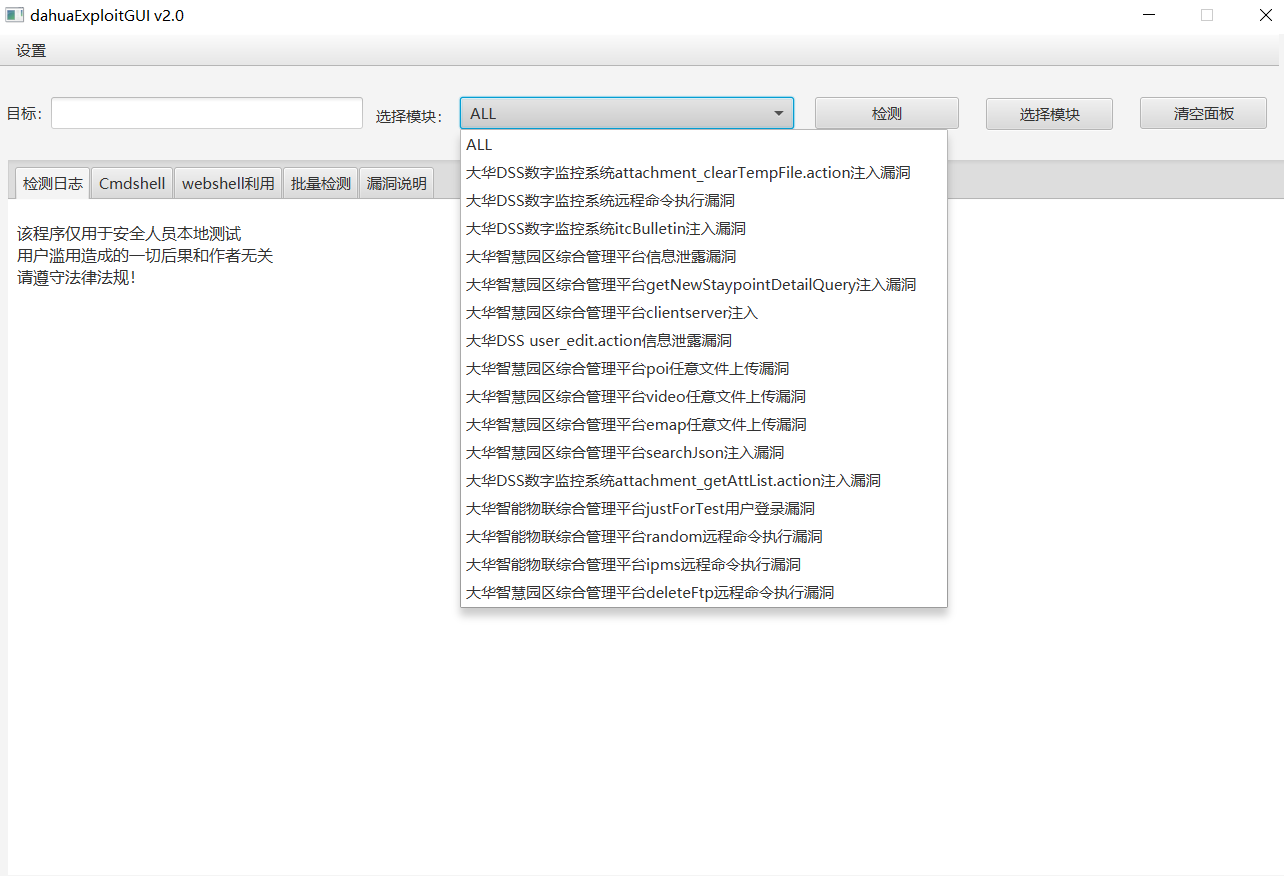 dahuaExploitGUI v2.0
设置
目标: 选择模块: ALL 检测 选择模块 清空面板
检测日志 Cmdshell webshell利用 批量检测 漏洞说明
该程序仅用于安全人员本地测试
用户滥用造成的一切后果和作者无关
请遵守法律法规！
ALL
大华DSS数字监控系统attachment_clearTempFile.action注入漏洞
大华DSS数字监控系统远程命令执行漏洞
大华DSS数字监控系统itcBulletin注入漏洞
大华智慧园区综合管理平台信息泄露漏洞
大华智慧园区综合管理平台getNewStaypointDetailQuery注入漏洞
大华智慧园区综合管理平台clientserver注入
大华DSS user_edit.action信息泄露漏洞
大华智慧园区综合管理平台poi任意文件上传漏洞
大华智慧园区综合管理平台video任意文件上传漏洞
大华智慧园区综合管理平台emap任意文件上传漏洞
大华智慧园区综合管理平台searchJson注入漏洞
大华DSS数字监控系统attachment_getAttList.action注入漏洞
大华智能物联综合管理平台justForTest用户登录漏洞
大华智能物联综合管理平台random远程命令执行漏洞
大华智能物联综合管理平台ipms远程命令执行漏洞
大华智慧园区综合管理平台deleteFtp远程命令执行漏洞